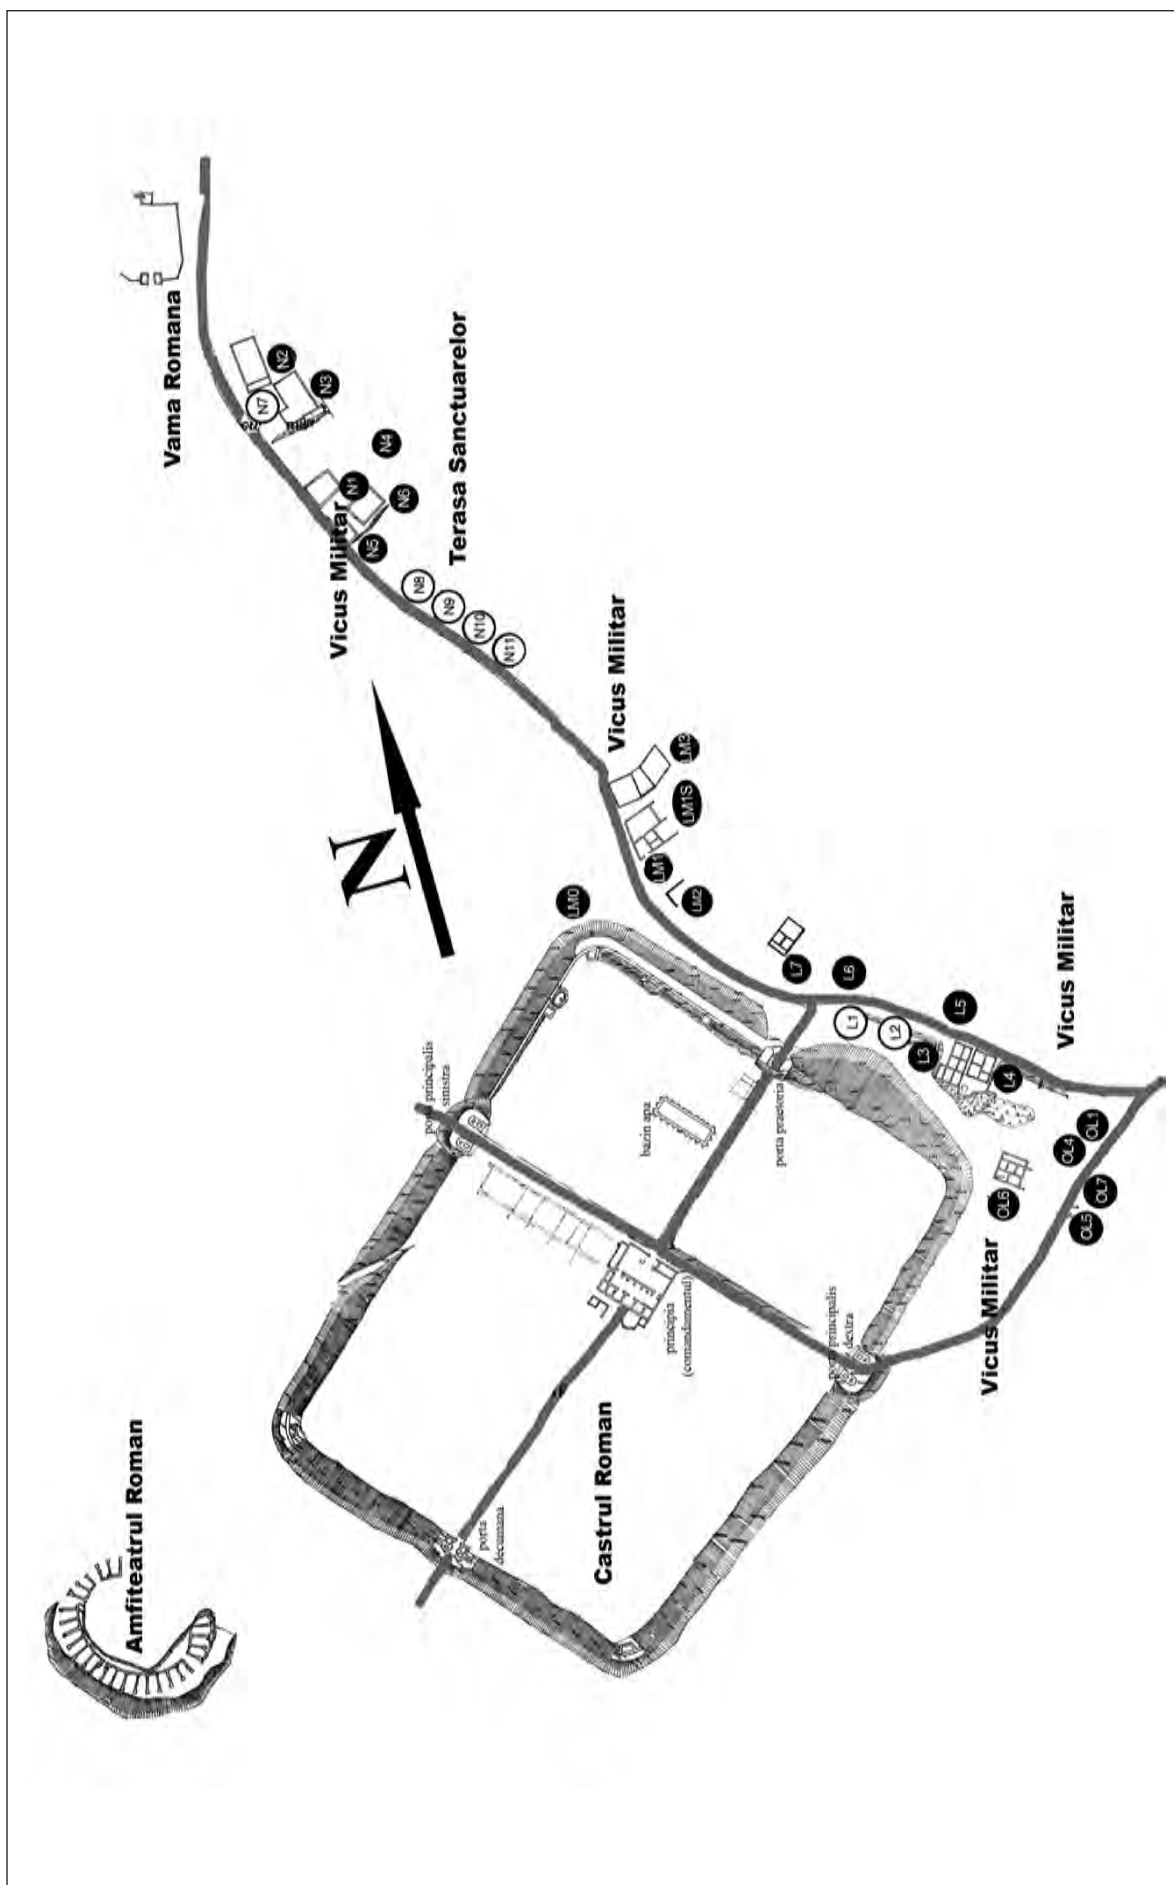 Vama Romana
N2
N3
N7
N4
N1
N6
N5
Vicus Militar
Terasa Sanctuarelor
N8
N9
N10
N11
N
Vicus Militar
LM3
LM1S
LM1
LM2
LM0
L7
L6
L1
L2
L5
L3
L4
Vicus Militar
porta principalis
sinistra
bazin apa
porta praetoria
OL1
OL4
OL7
OL5
OL6
Vicus Militar
principia
(comandamentul)
porta principalis
dextra
Castrul Roman
porta
decumana
Amfiteatrul Roman